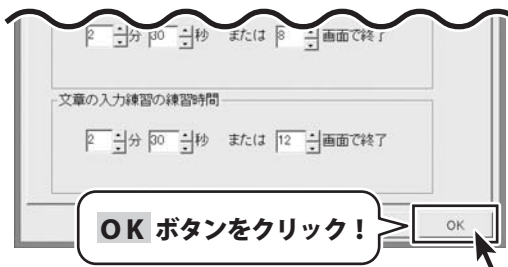 2 分 30 秒 または 8 画面で終了
文章の入力練習の練習時間
2 分 30 秒 または 12 画面で終了
OK ボタンをクリック！
OK